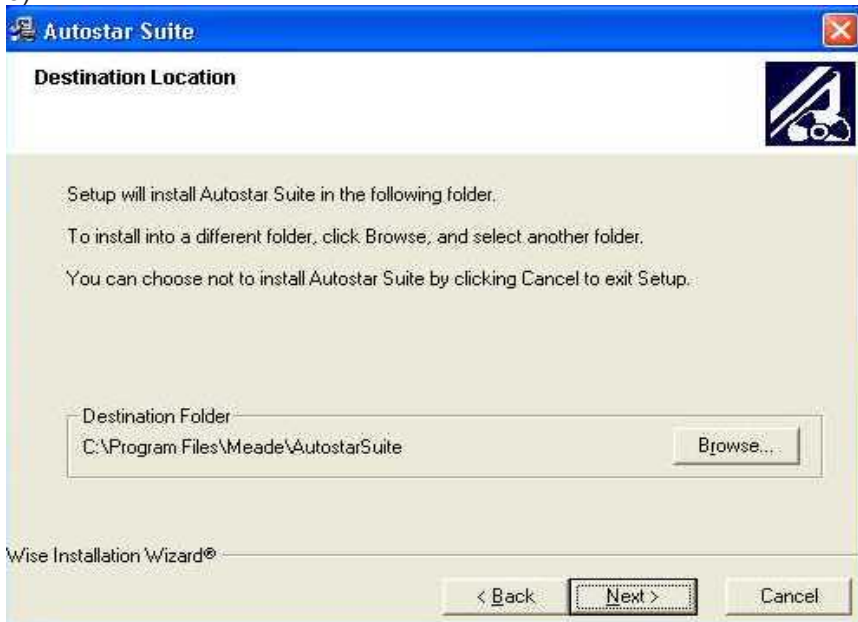 Autostar Suite
Destination Location
Setup will install Autostar Suite in the following folder.
To install into a different folder, click Browse, and select another folder.
You can choose not to install Autostar Suite by clicking Cancel to exit Setup.
Destination Folder
C:\Program Files\Meade\AutostarSuite
Browse...
Wise Installation Wizard®
< Back
Next >
Cancel